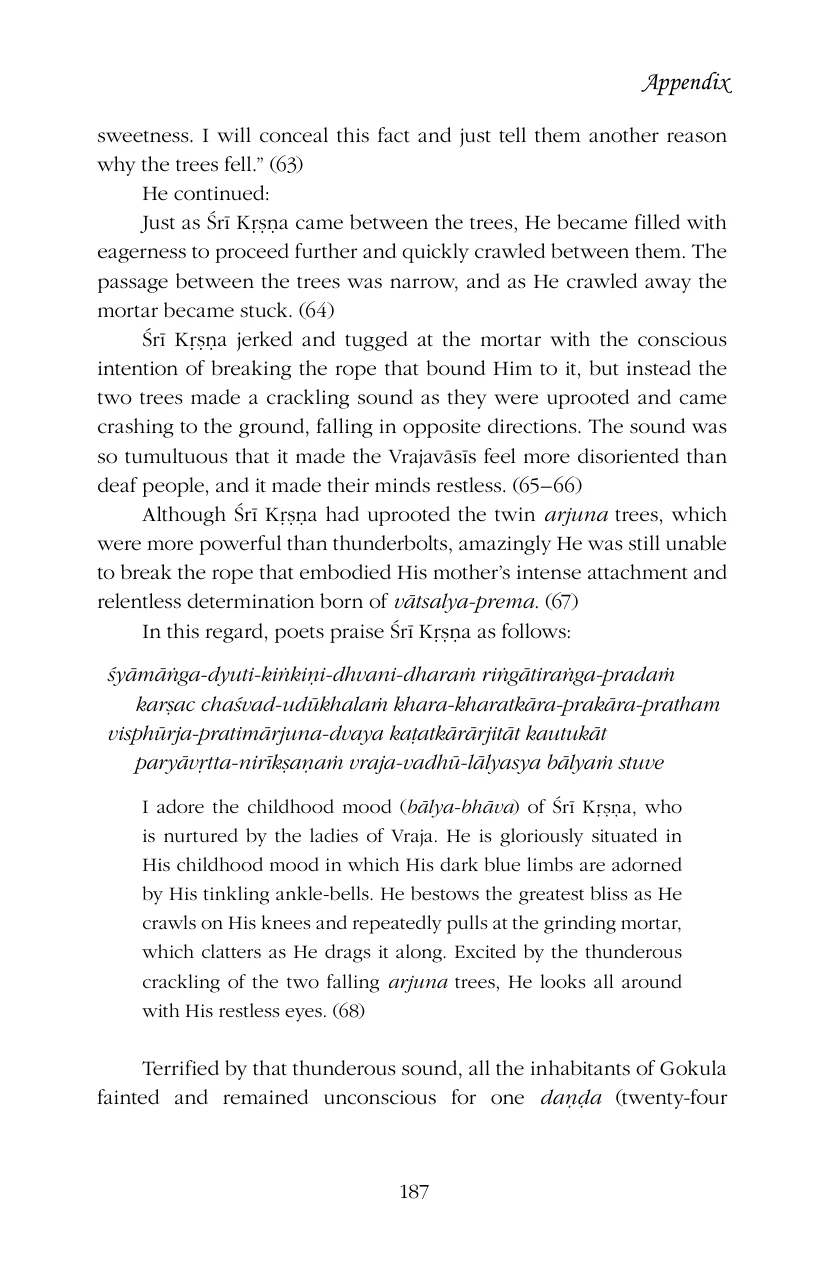 Appendix
sweetness. I will conceal this fact and just tell them another reason
why the trees fell.” (63)
He continued:
Just as Śrī Kṛṣṇa came between the trees, He became filled with
eagerness to proceed further and quickly crawled between them. The
passage between the trees was narrow, and as He crawled away the
mortar became stuck. (64)
Śrī Kṛṣṇa jerked and tugged at the mortar with the conscious
intention of breaking the rope that bound Him to it, but instead the
two trees made a crackling sound as they were uprooted and came
crashing to the ground, falling in opposite directions. The sound was
so tumultuous that it made the Vrajavāsīs feel more disoriented than
deaf people, and it made their minds restless. (65–66)
Although Śrī Kṛṣṇa had uprooted the twin arjuna trees, which
were more powerful than thunderbolts, amazingly He was still unable
to break the rope that embodied His mother’s intense attachment and
relentless determination born of vātsalya-prema. (67)
In this regard, poets praise Śrī Kṛṣṇa as follows:
śyāmāṅga-dyuti-kiṅkiṇi-dhvani-dharaṁ riṅgātiraṅga-pradaṁ
karṣac chaśvad-udūkhalaṁ khara-kharatkāra-prakāra-pratham
visphūrja-pratimārjuna-dvaya kaṭatkārārjitāt kautukāt
paryāvṛtta-nirīkṣaṇaṁ vraja-vadhū-lālyasya bālyaṁ stuve
I adore the childhood mood (bālya-bhāva) of Śrī Kṛṣṇa, who
is nurtured by the ladies of Vraja. He is gloriously situated in
His childhood mood in which His dark blue limbs are adorned
by His tinkling ankle-bells. He bestows the greatest bliss as He
crawls on His knees and repeatedly pulls at the grinding mortar,
which clatters as He drags it along. Excited by the thunderous
crackling of the two falling arjuna trees, He looks all around
with His restless eyes. (68)
Terrified by that thunderous sound, all the inhabitants of Gokula
fainted and remained unconscious for one daṇḍa (twenty-four
187